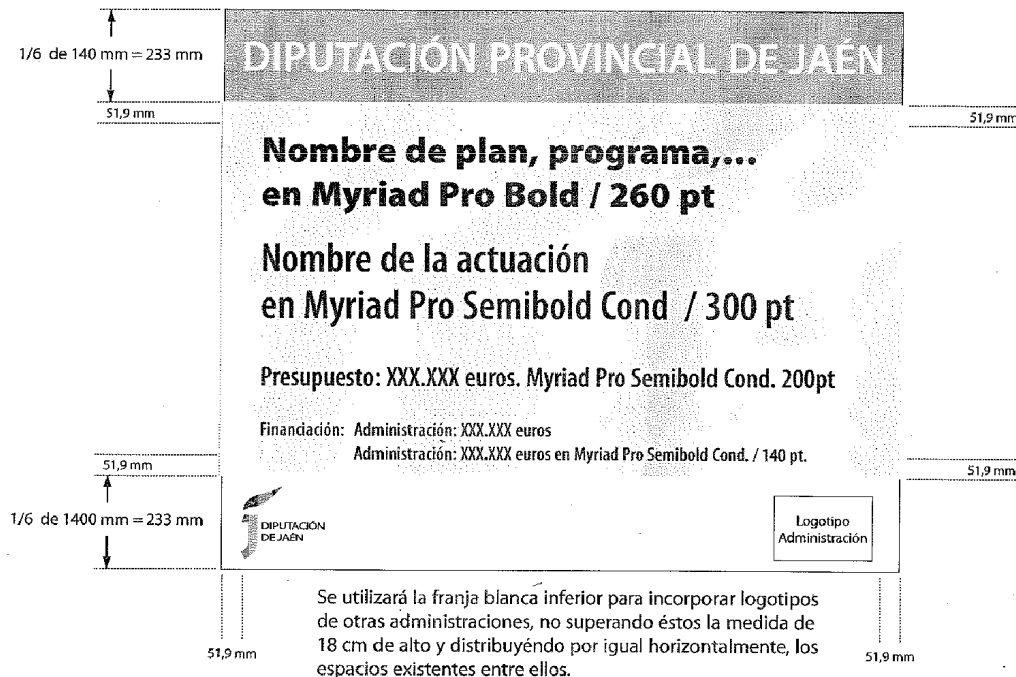 1/6 de 140 mm = 233 mm
DIPUTACIÓN PROVINCIAL DE JAÉN
51,9 mm
51,9 mm
Nombre de plan, programa,...
en Myriad Pro Bold / 260 pt
Nombre de la actuación
en Myriad Pro Semibold Cond / 300 pt
Presupuesto: XXX.XXX euros. Myriad Pro Semibold Cond. 200pt
Financiación: Administración: XXX.XXX euros
Administración: XXX.XXX euros en Myriad Pro Semibold Cond. / 140 pt.
51,9 mm
51,9 mm
1/6 de 1400 mm = 233 mm
DIPUTACIÓN
DE JAÉN
Logotipo
Administración
Se utilizará la franja blanca inferior para incorporar logotipos
de otras administraciones, no superando éstos la medida de
18 cm de alto y distribuyéndo por igual horizontalmente, los
espacios existentes entre ellos.
51,9 mm
51,9 mm